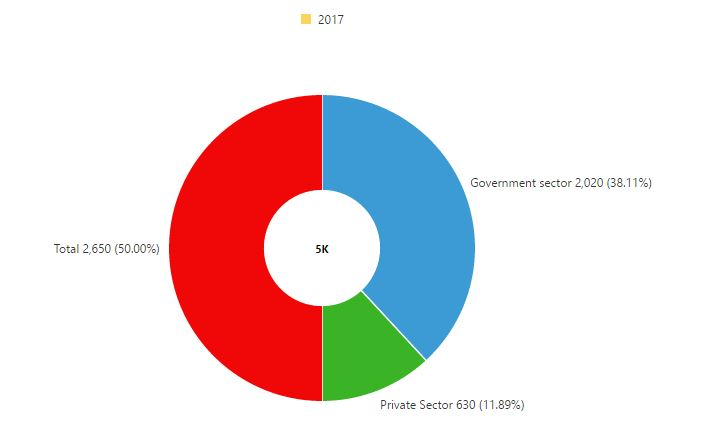 2017
Government sector 2,020 (38.11%)
Total 2,650 (50.00%)
5K
Private Sector 630 (11.89%)